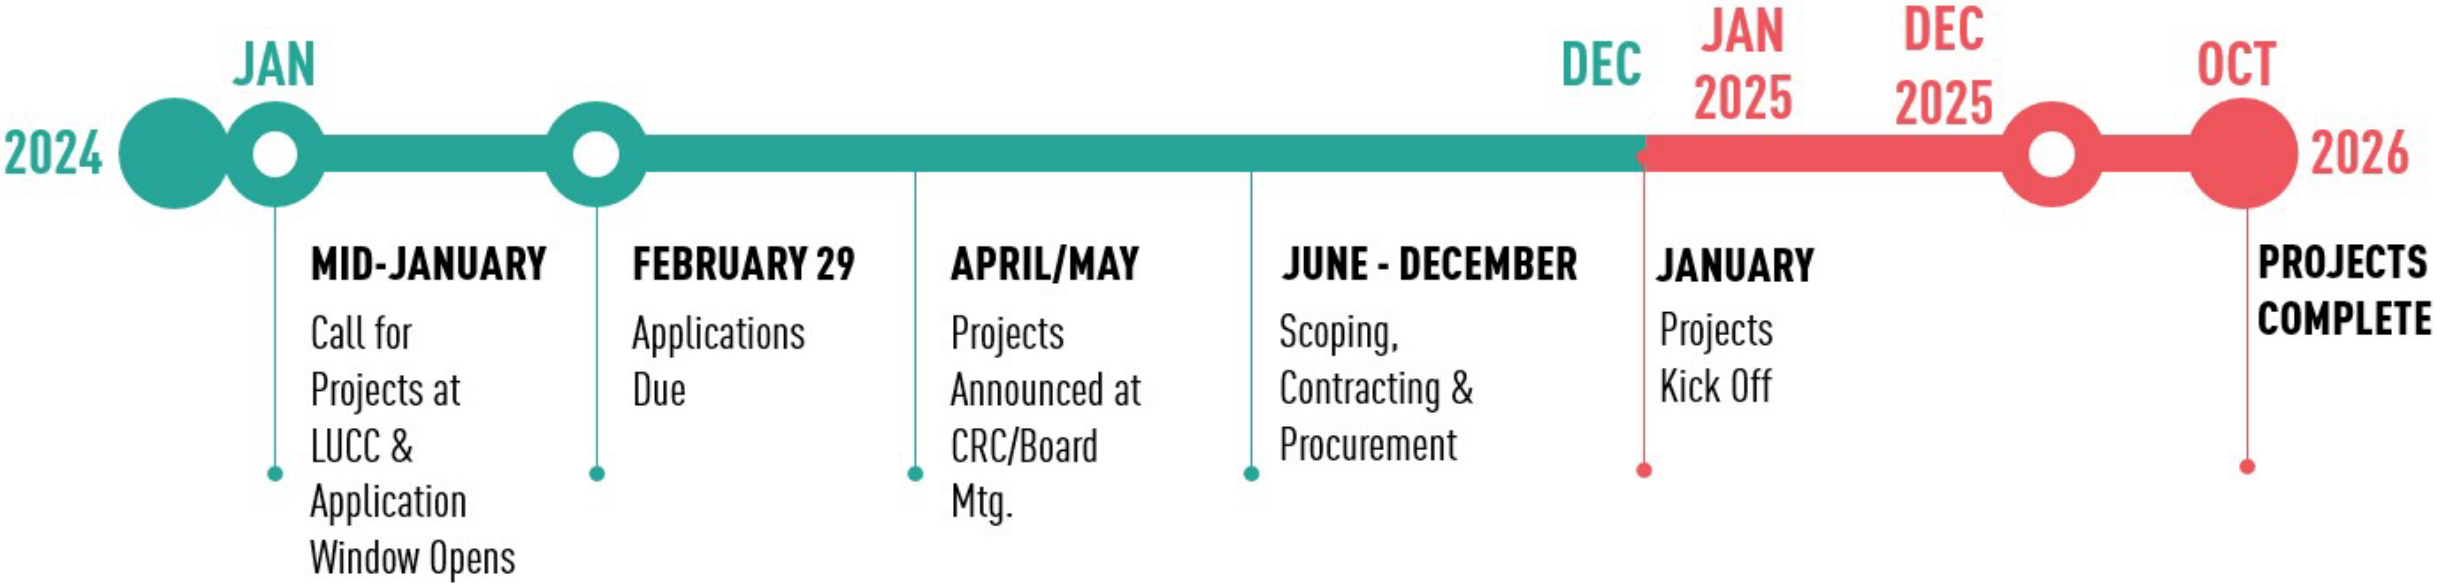 2024
JAN
DEC
JAN
2025
DEC
2025
OCT
2026
MID-JANUARY
Call for
Projects at
LUCC &
Application
Window Opens
FEBRUARY 29
Applications
Due
APRIL/MAY
Projects
Announced at
CRC/Board
Mtg.
JUNE - DECEMBER
Scoping,
Contracting &
Procurement
JANUARY
Projects
Kick Off
PROJECTS
COMPLETE